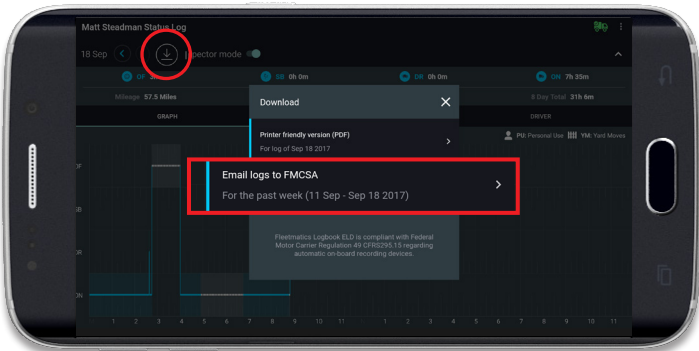 Matt Steadman Status Log
18 Sep
spector mode
OF
SB 0h 0m
DR 0h 0m
ON 7h 35m
Mileage 57.5 Miles
8 Day Total 31h 6m
GRAPH
DRIVER
Download
Printer friendly version (PDF)
For log of Sep 18 2017
PU: Personal Use YM: Yard Moves
Email logs to FMCSA
For the past week (11 Sep - Sep 18 2017)
Fleetmatics Logbook ELD is compliant with Federal
Motor Carrier Regulation 49 CFRS295.15 regarding
automatic on-board recording devices.
OF
SB
DR
ON
1 2 3 4 5 6 7 8 9 10 11 1 2 3 4 5 6 7 8 9 10 11